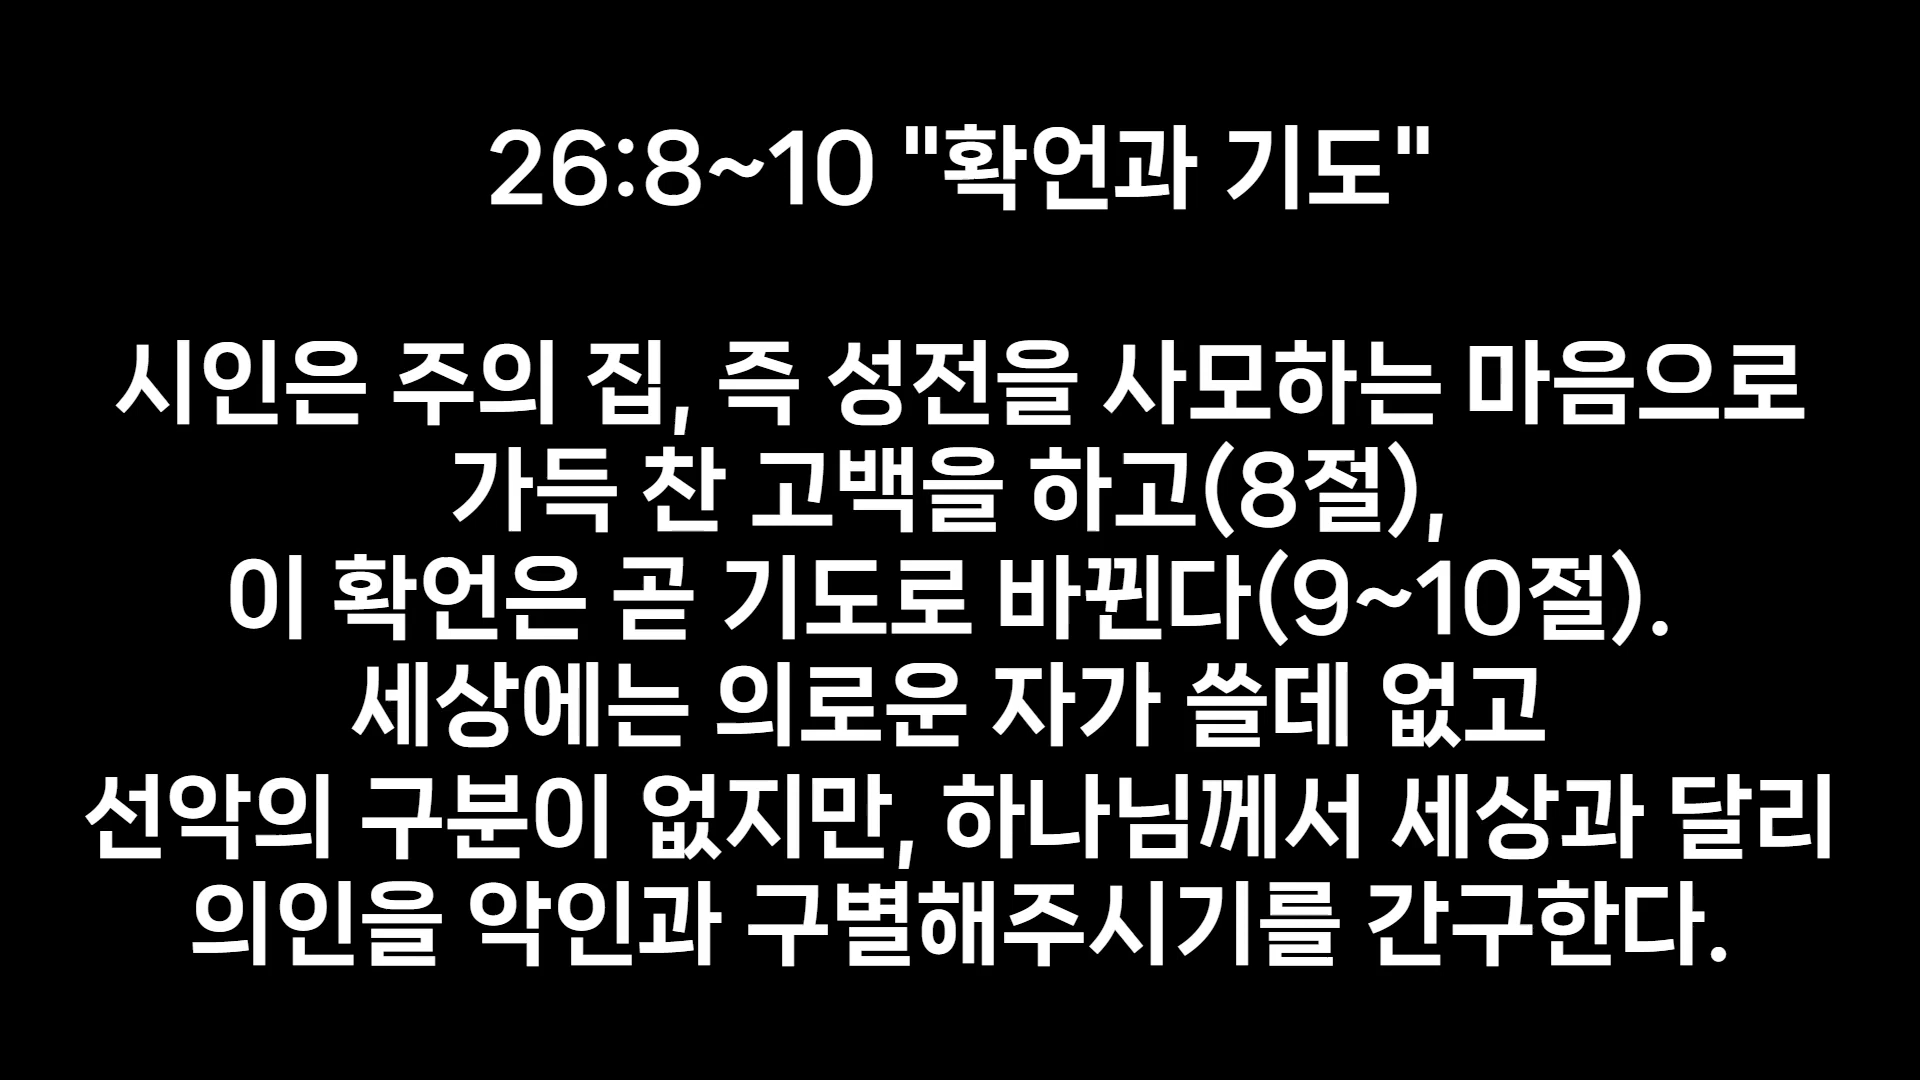 26:8~10 "확언과 기도"
시인은 주의 집, 즉 성전을 사모하는 마음으로
가득 찬 고백을 하고(8절),
이 확언은 곧 기도로 바뀐다(9~10절).
세상에는 의로운 자가 쓸데 없고
선악의 구분이 없지만, 하나님께서 세상과 달리
의인을 악인과 구별해주시기를 간구한다.